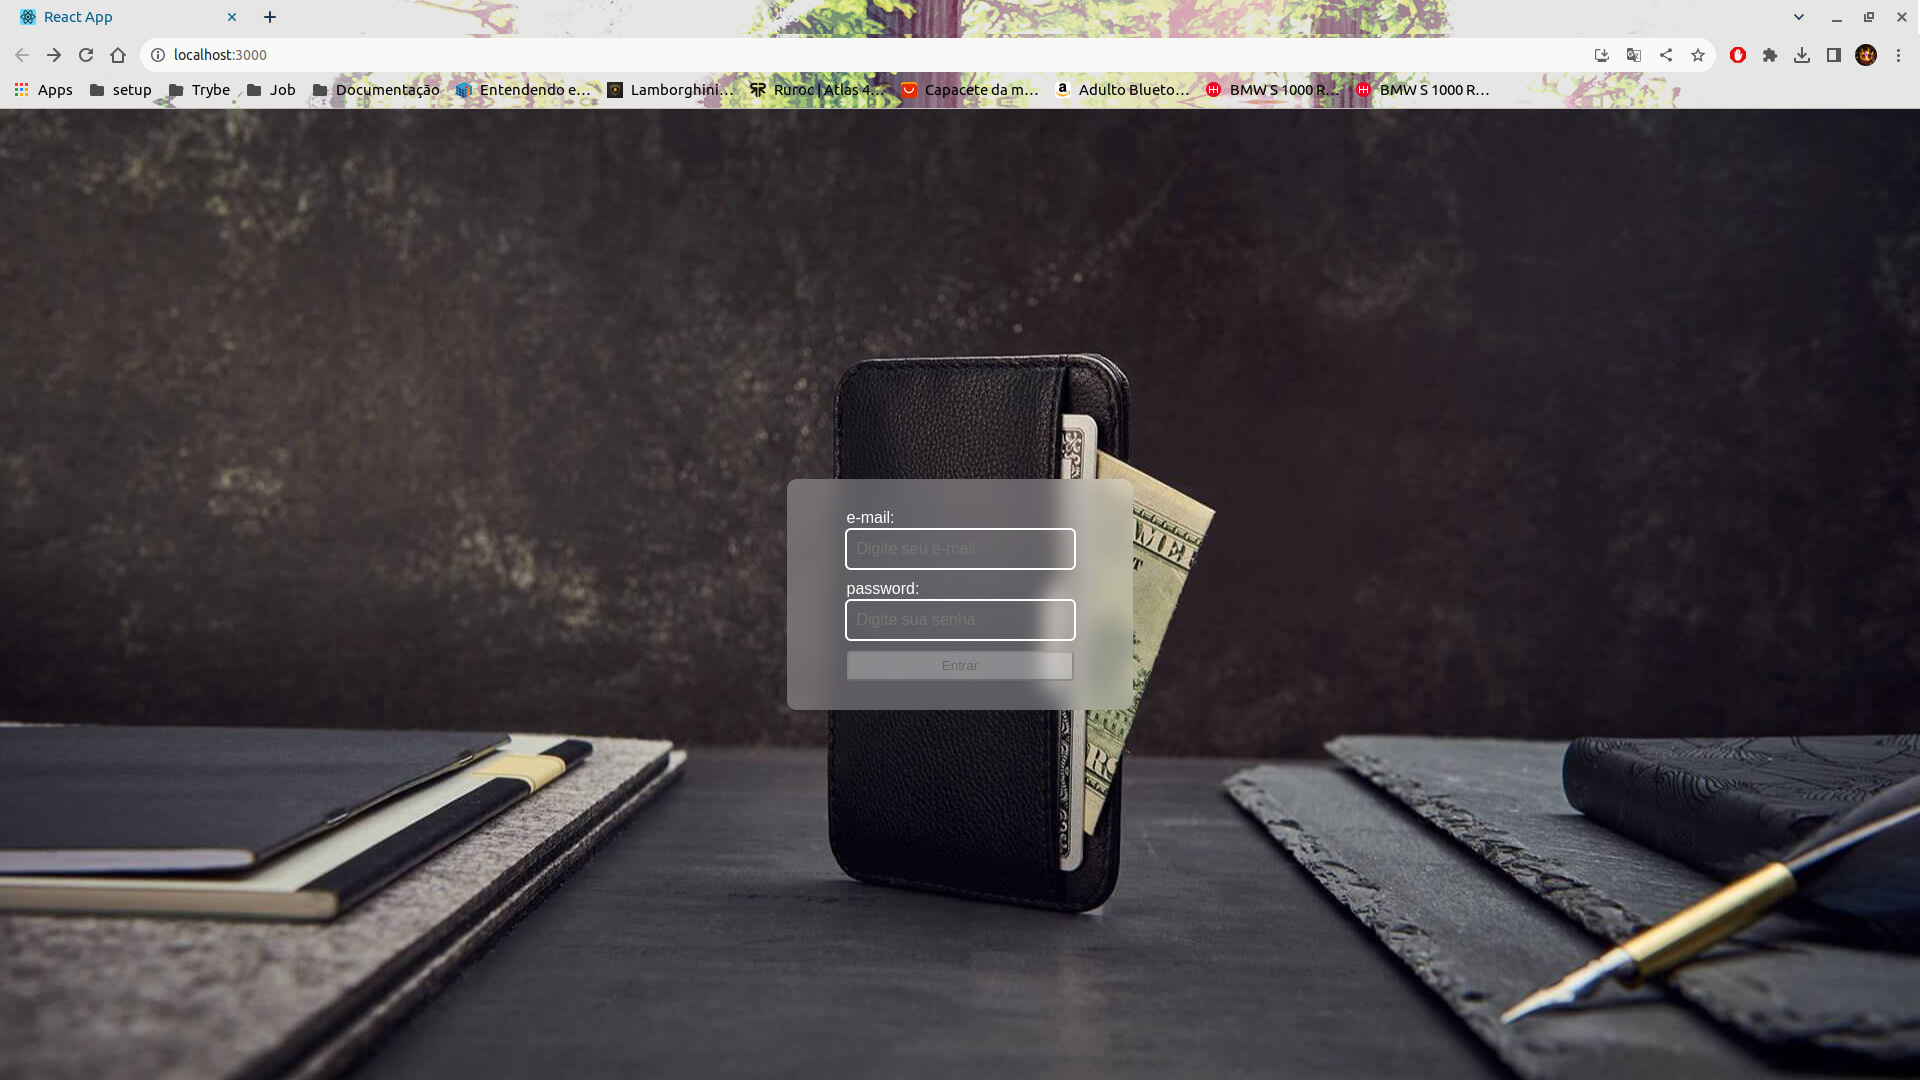 React App
localhost:3000
Apps setup Trybe Job Documentação Entendendo e... Lamborghini... Ruroc | Atlas 4... Capacete da m... Adulto Blueto... BMW S 1000 R... BMW S 1000 R...
e-mail:
Digite seu e-mail
password:
Digite sua senha
Entrar